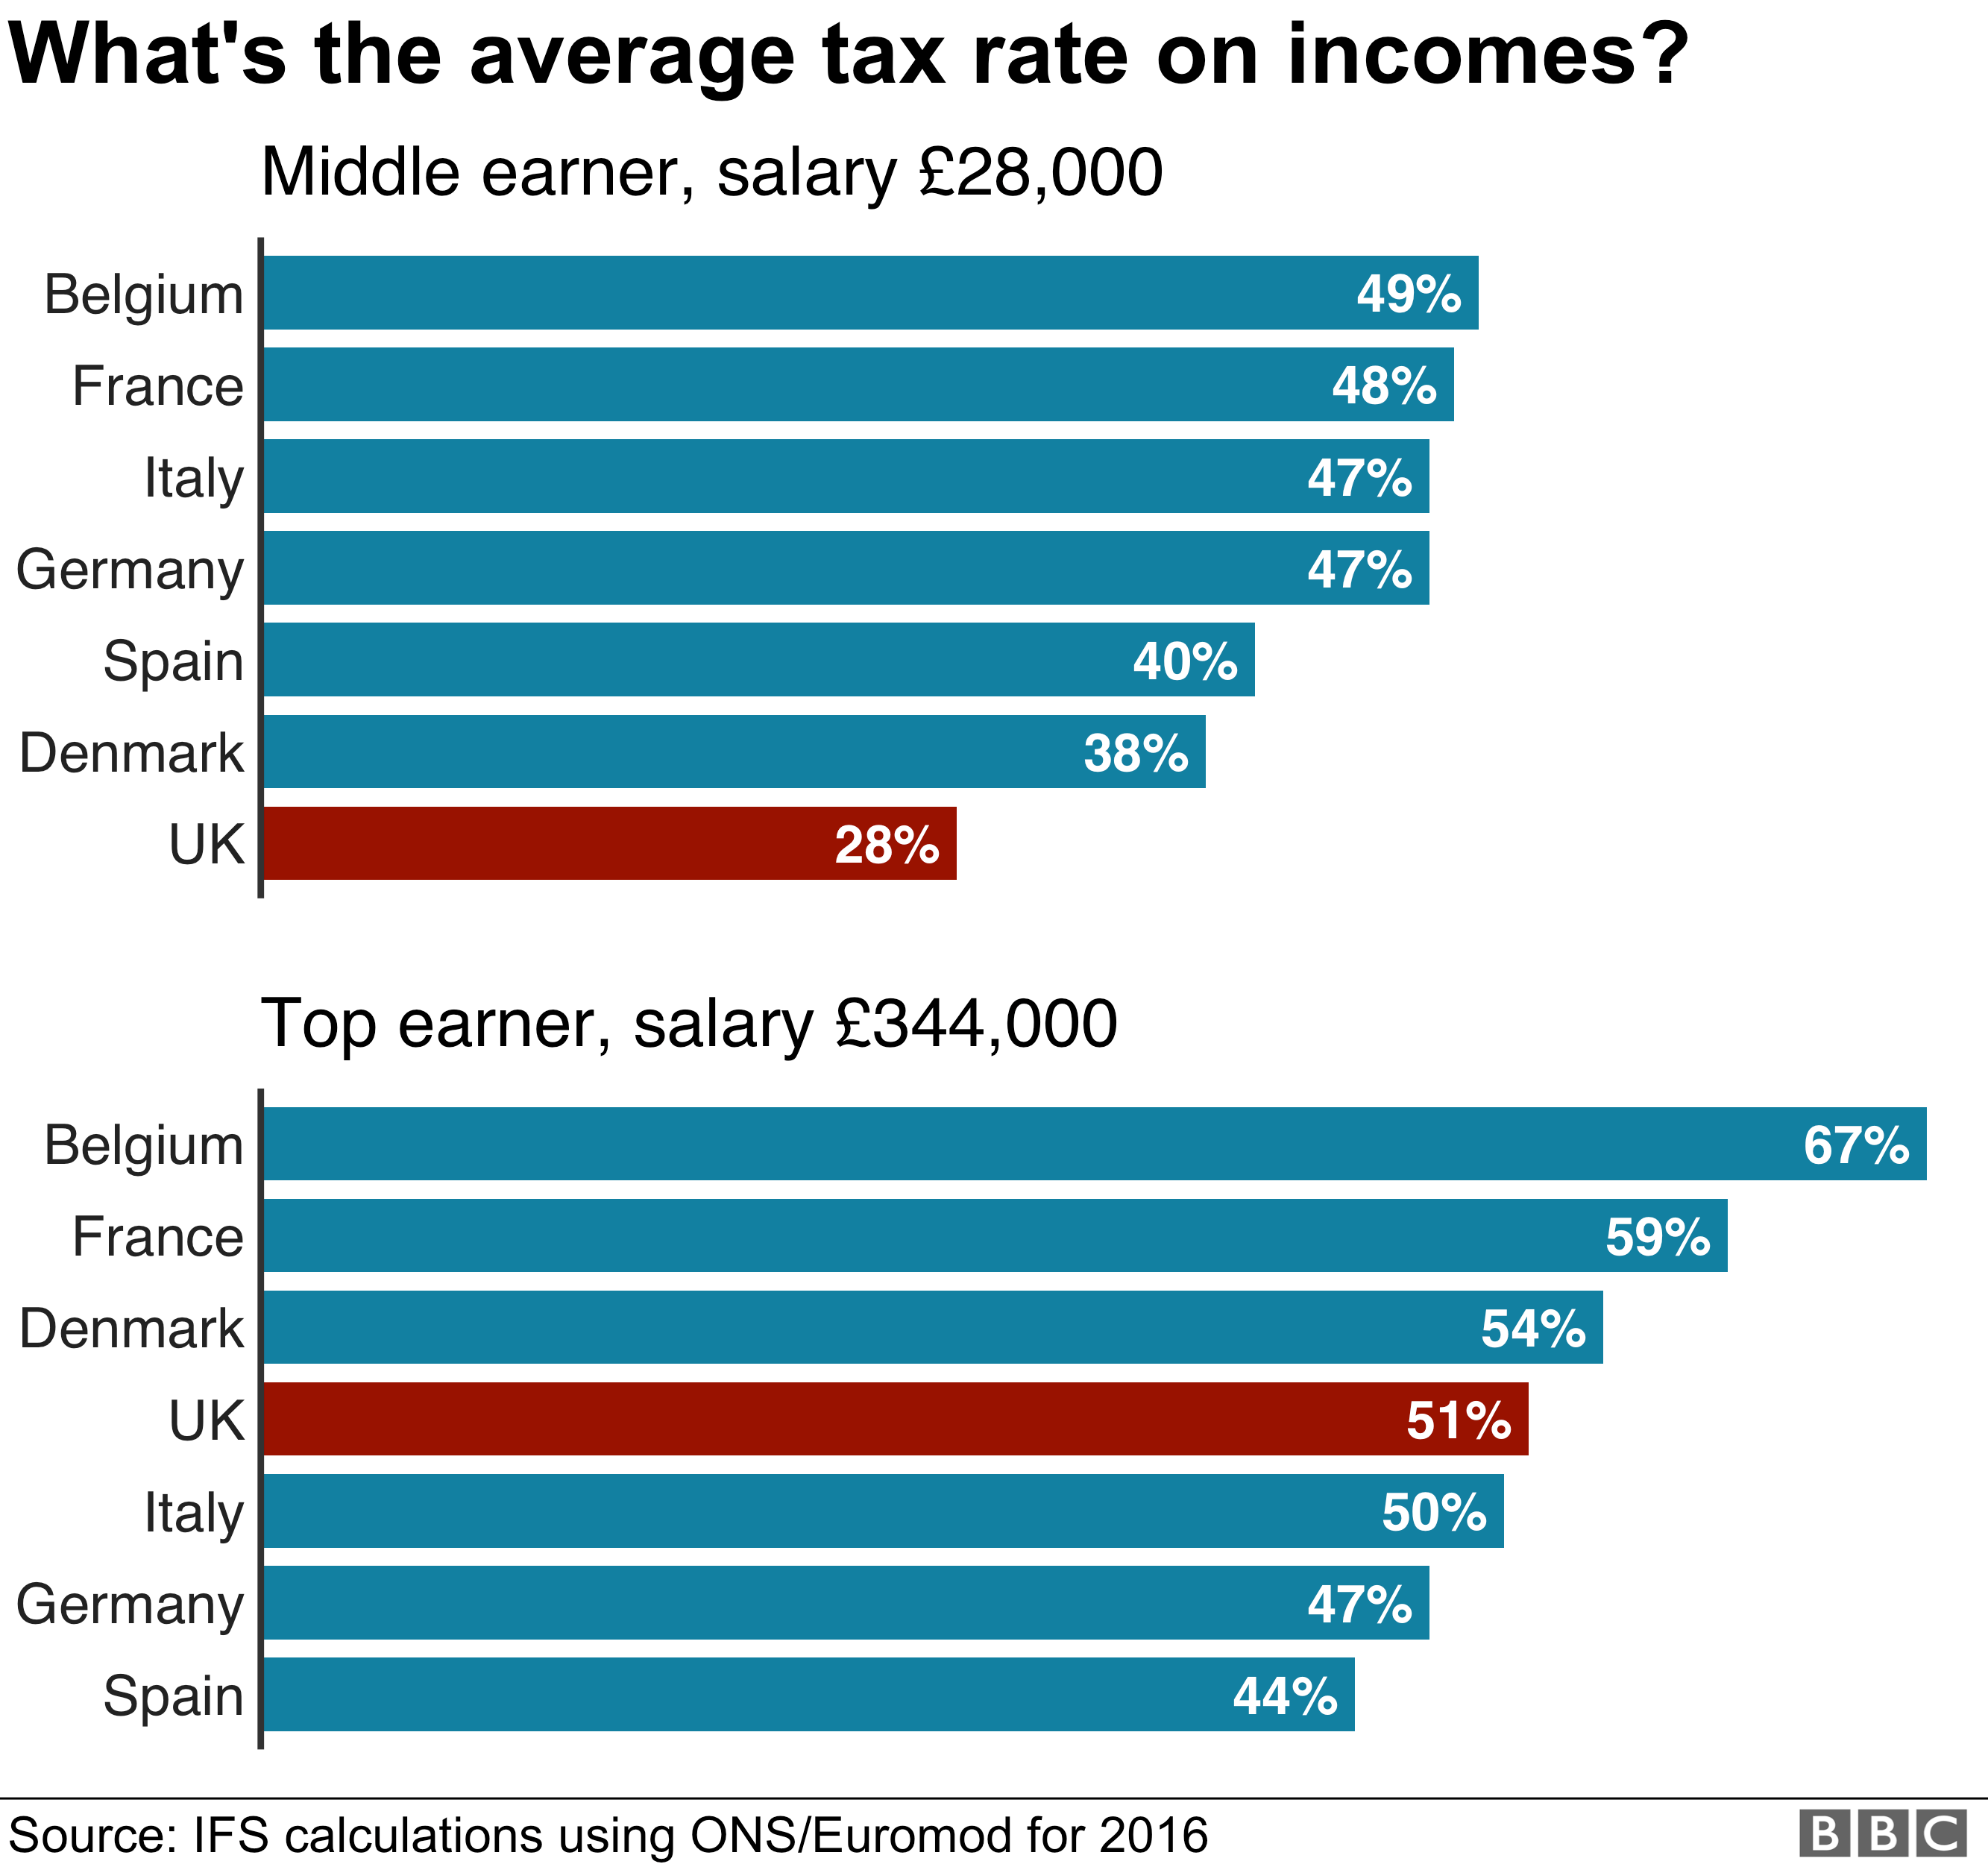 What's the average tax rate on incomes?
Middle earner, salary £28,000
Belgium 49%
France 48%
Italy 47%
Germany 47%
Spain 40%
Denmark 38%
UK 28%
Top earner, salary £344,000
Belgium 67%
France 59%
Denmark 54%
UK 51%
Italy 50%
Germany 47%
Spain 44%
Source: IFS calculations using ONS/Euromod for 2016 BBC